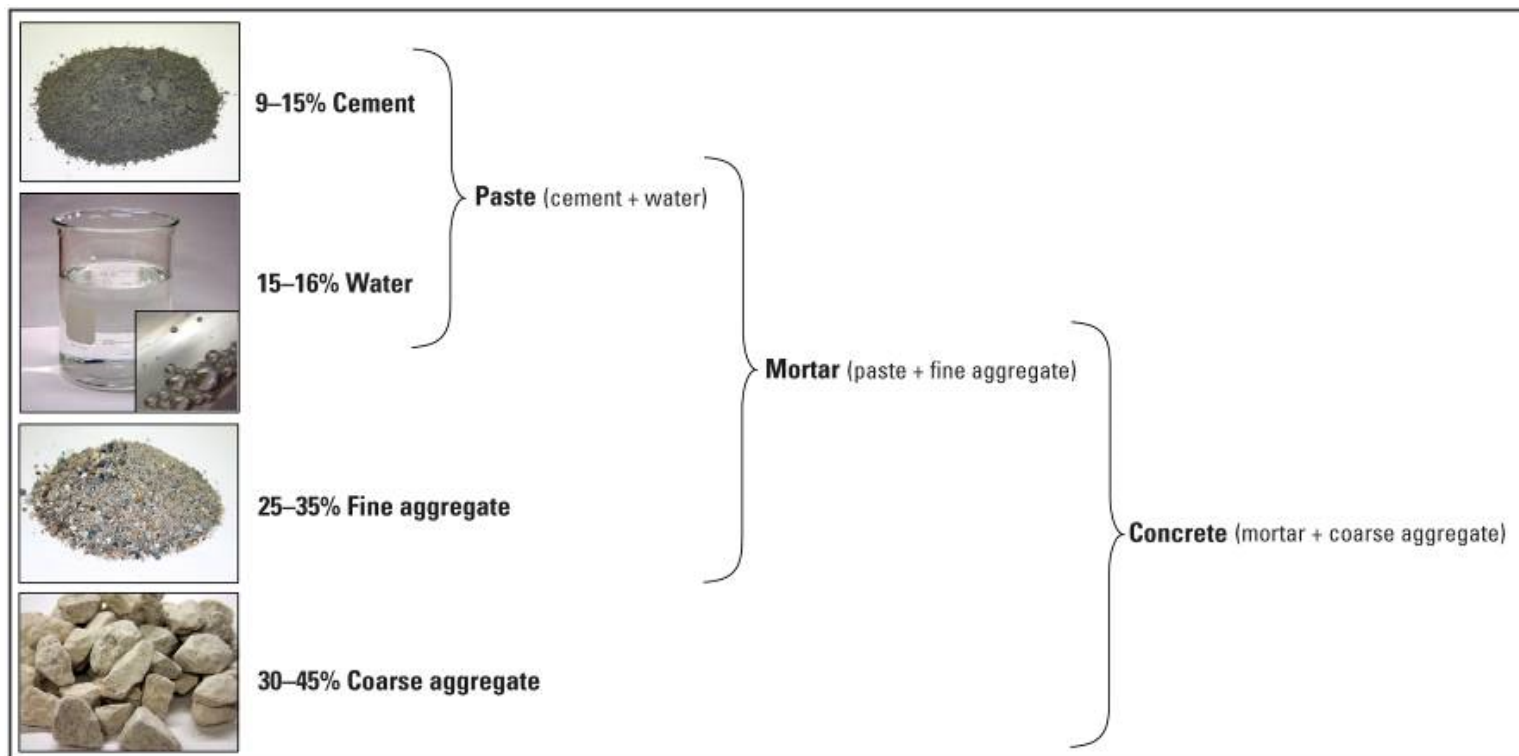 9–15% Cement
Paste (cement + water)
15–16% Water
Mortar (paste + fine aggregate)
25–35% Fine aggregate
Concrete (mortar + coarse aggregate)
30–45% Coarse aggregate